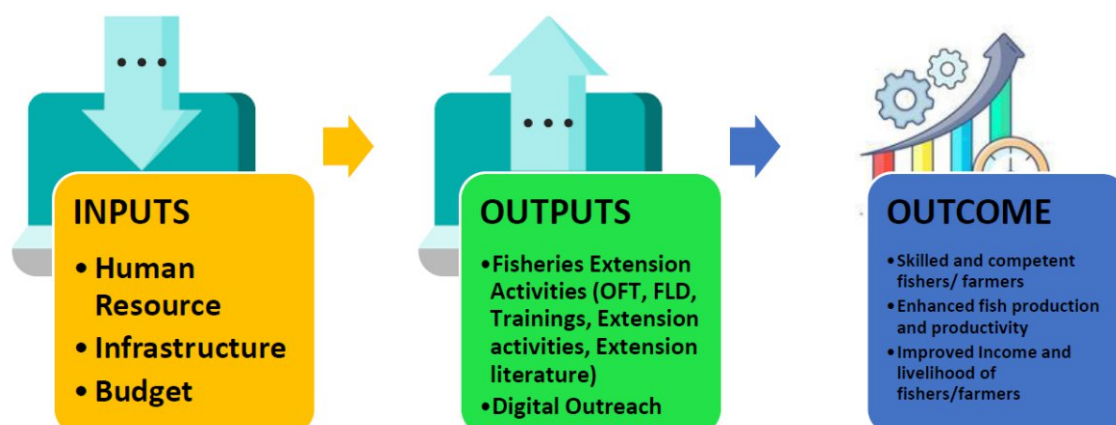 INPUTS
• Human
Resource
• Infrastructure
• Budget
OUTPUTS
•Fisheries Extension
Activities (OFT, FLD,
Trainings, Extension
activities, Extension
literature)
•Digital Outreach
OUTCOME
•Skilled and competent
fishers/ farmers
•Enhanced fish production
and productivity
•Improved Income and
livelihood of
fishers/farmers